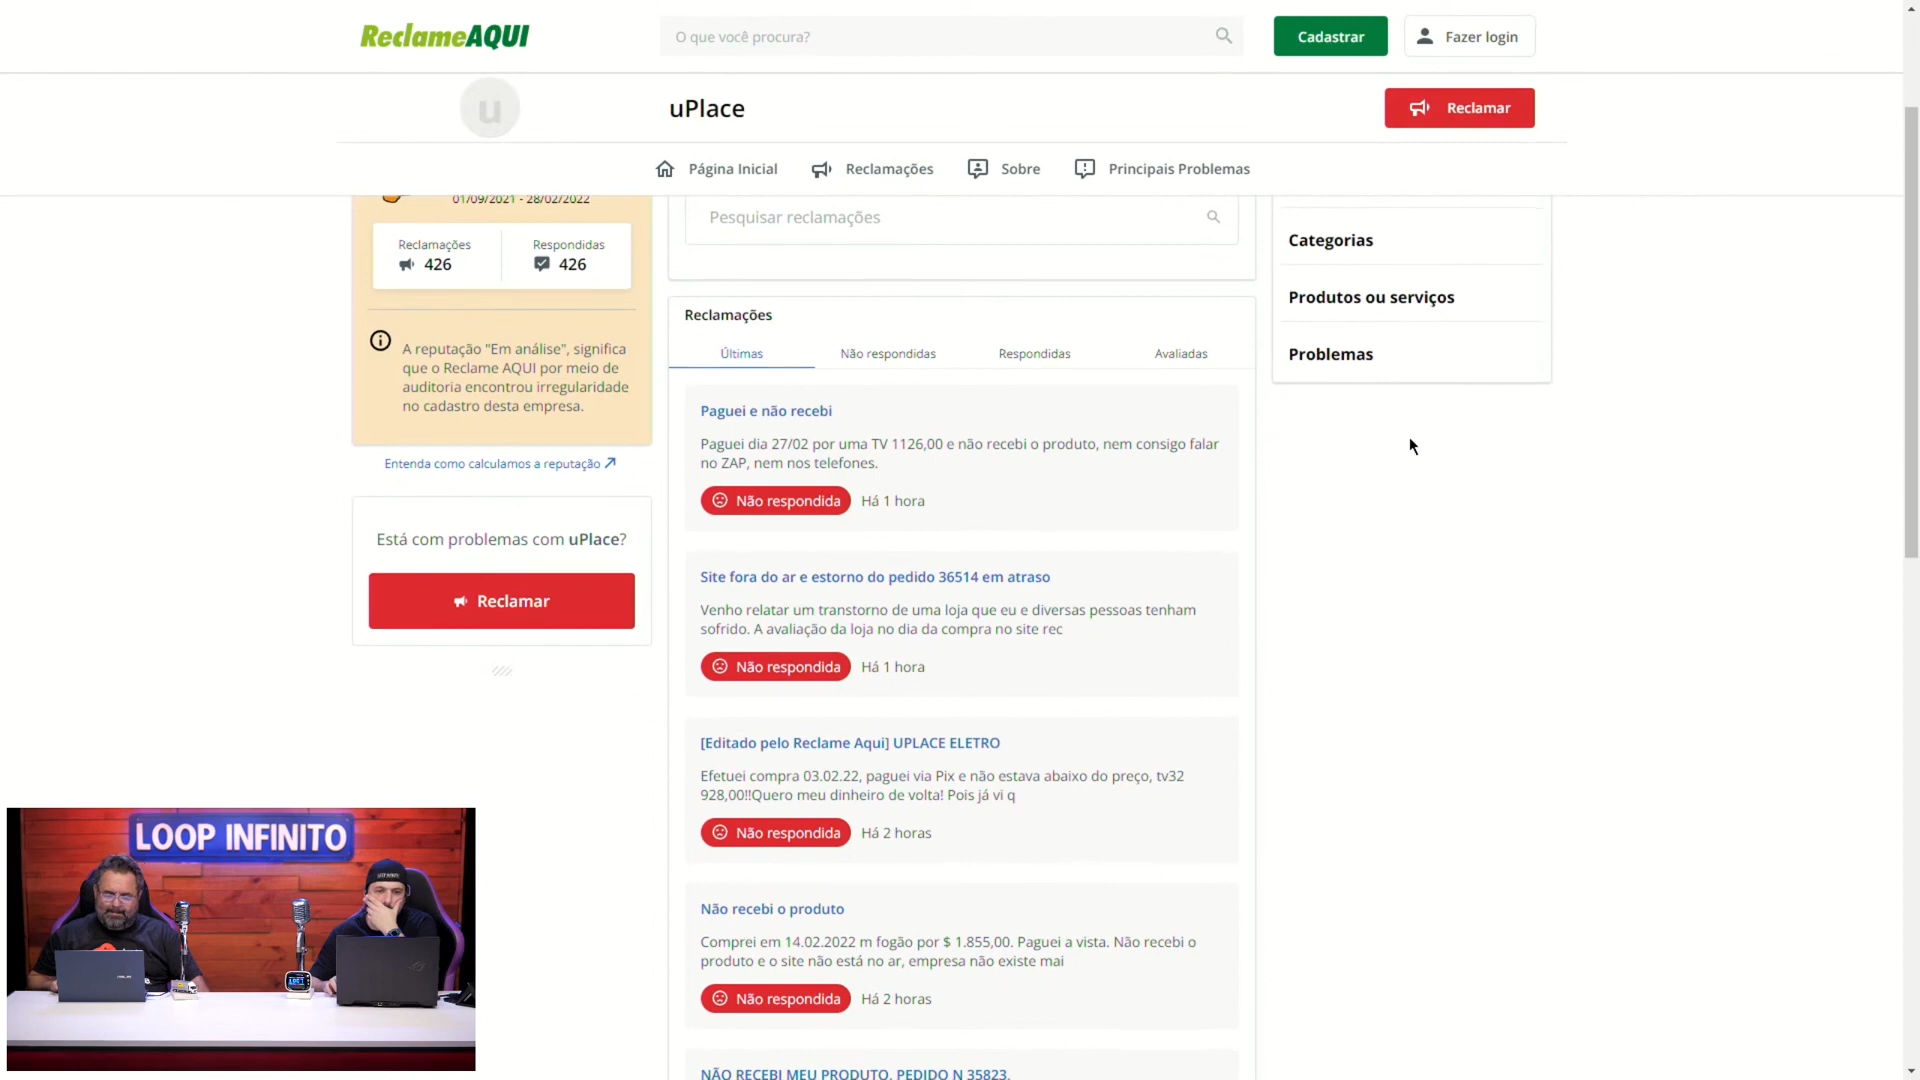 ReclameAQUI
O que você procura?
Cadastrar
Fazer login
u
uPlace
Reclamar
Página Inicial
Reclamações
Sobre
Principais Problemas
01/09/2021 - 28/02/2022
Reclamações
426
Respondidas
426
A reputação "Em análise", significa
que o Reclame AQUI por meio de
auditoria encontrou irregularidade
no cadastro desta empresa.
Entenda como calculamos a reputação
Está com problemas com uPlace?
Reclamar
Pesquisar reclamações
Reclamações
Últimas
Não respondidas
Respondidas
Avaliadas
Paguei e não recebi
Paguei dia 27/02 por uma TV 1126,00 e não recebi o produto, nem consigo falar
no ZAP, nem nos telefones.
Não respondida
Há 1 hora
Site fora do ar e estorno do pedido 36514 em atraso
Venho relatar um transtorno de uma loja que eu e diversas pessoas tenham
sofrido. A avaliação da loja no dia da compra no site rec
Não respondida
Há 1 hora
[Editado pelo Reclame Aqui] UPLACE ELETRO
Efetuei compra 03.02.22, paguei via Pix e não estava abaixo do preço, tv32
928,00!!Quero meu dinheiro de volta! Pois já vi q
Não respondida
Há 2 horas
Não recebi o produto
Comprei em 14.02.2022 m fogão por $ 1.855,00. Paguei a vista. Não recebi o
produto e o site não está no ar, empresa não existe mai
Não respondida
Há 2 horas
NÃO RECEBI MEU PRODUTO. PEDIDO N 35823.
Categorias
Produtos ou serviços
Problemas
LOOP INFINITO